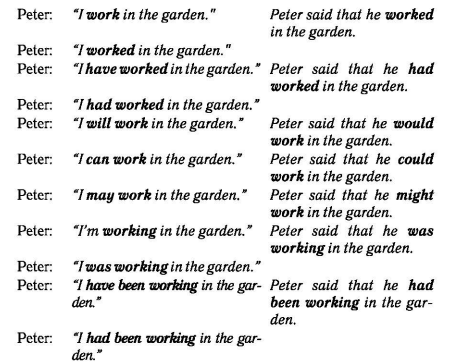 Peter: "I work in the garden." Peter said that he worked
in the garden.
Peter: "I worked in the garden."
Peter: "I have worked in the garden." Peter said that he had
worked in the garden.
Peter: "I had worked in the garden."
Peter: "I will work in the garden." Peter said that he would
work in the garden.
Peter: "I can work in the garden." Peter said that he could
work in the garden.
Peter: "I may work in the garden." Peter said that he might
work in the garden.
Peter: "I'm working in the garden." Peter said that he was
working in the garden.
Peter: "I was working in the garden."
Peter: "I have been working in the gar- Peter said that he had
den." been working in the gar-
den.
Peter: "I had been working in the gar-
den."